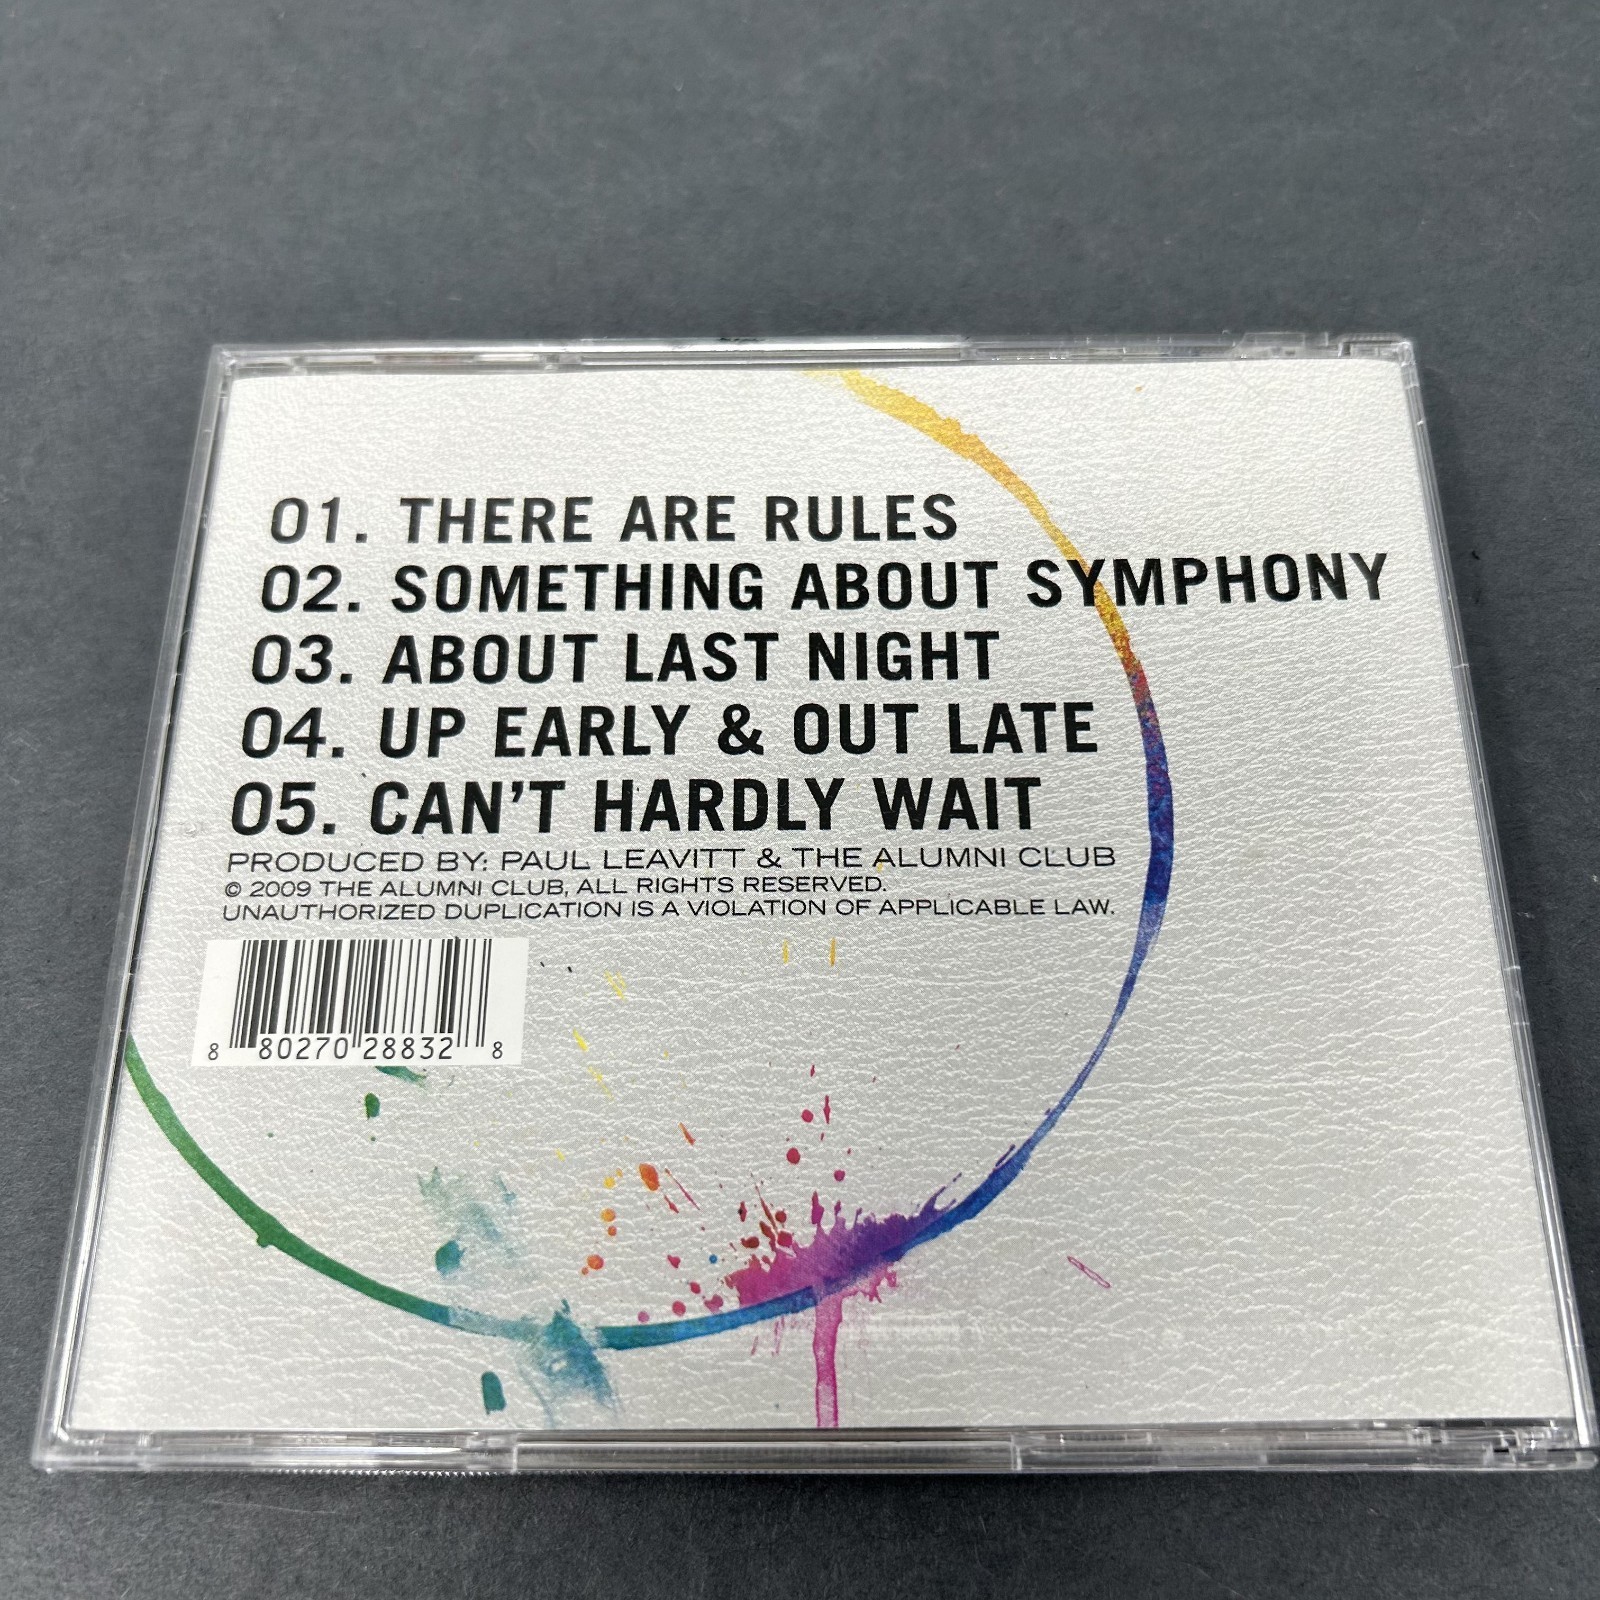 01. THERE ARE RULES
02. SOMETHING ABOUT SYMPHONY
03. ABOUT LAST NIGHT
04. UP EARLY & OUT LATE
05. CAN'T HARDLY WAIT
PRODUCED BY: PAUL LEAVITT & THE ALUMNI CLUB
© 2009 THE ALUMNI CLUB, ALL RIGHTS RESERVED.
UNAUTHORIZED DUPLICATION IS A VIOLATION OF APPLICABLE LAW.
8 80270 28832 8